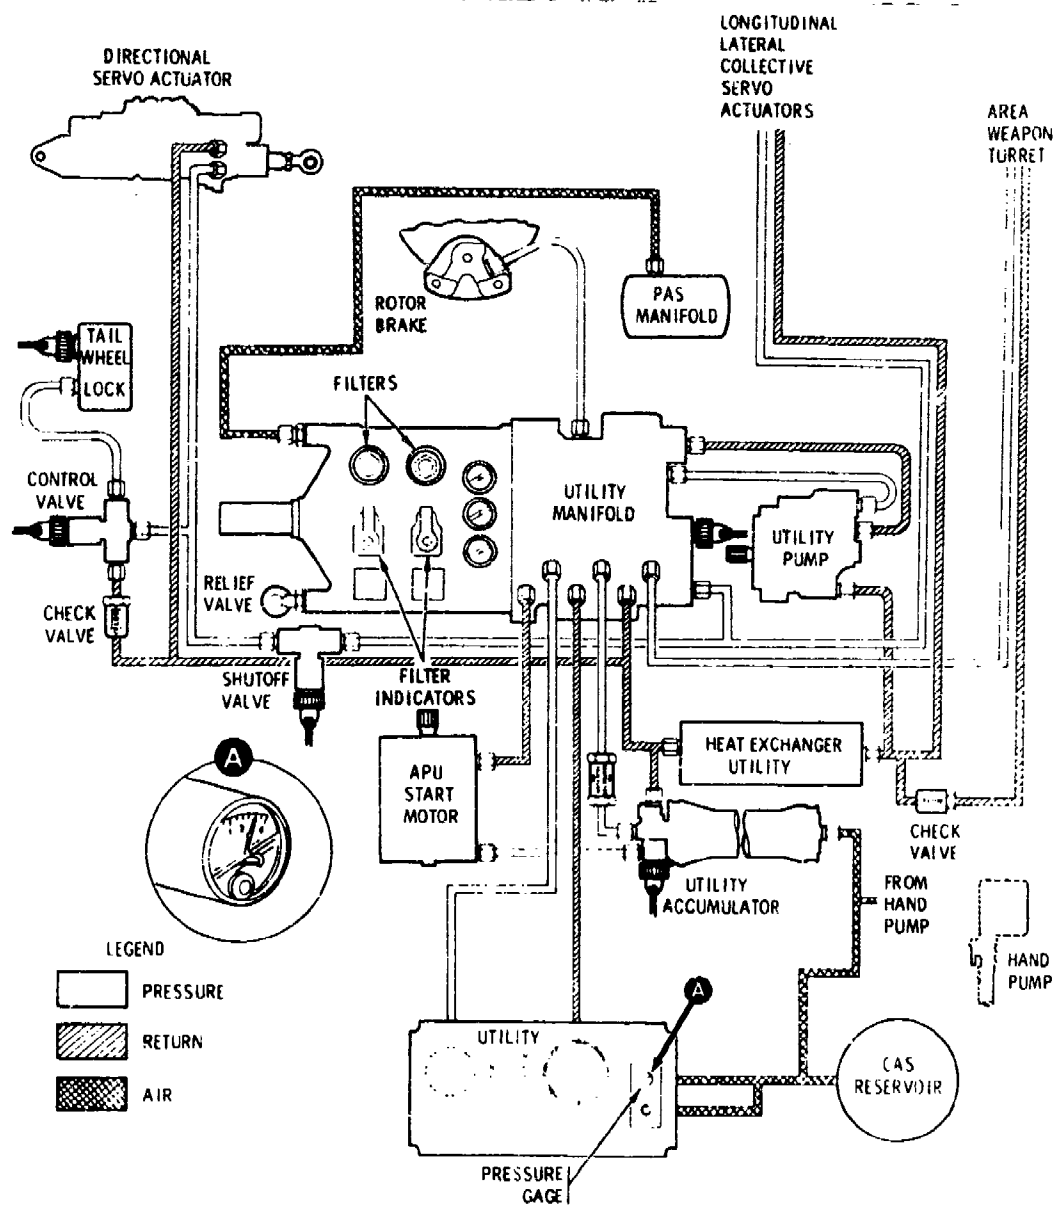 LONGITUDINAL
LATERAL
COLLECTIVE
SERVO
ACTUATORS
DIRECTIONAL
SERVO ACTUATOR
AREA
WEAPON
TURRET
ROTOR
BRAKE
PAS
MANIFOLD
TAIL
WHEEL
LOCK
FILTERS
CONTROL
VALVE
UTILITY
MANIFOLD
UTILITY
PUMP
RELIEF
VALVE
CHECK
VALVE
SHUTOFF
VALVE
FILTER
INDICATORS
APU
START
MOTOR
HEAT EXCHANGER
UTILITY
A
CHECK
VALVE
UTILITY
ACCUMULATOR
FROM
HAND
PUMP
HAND
PUMP
LEGEND
PRESSURE
RETURN
AIR
A
UTILITY
RESERVOIR
PRESSURE
GAGE